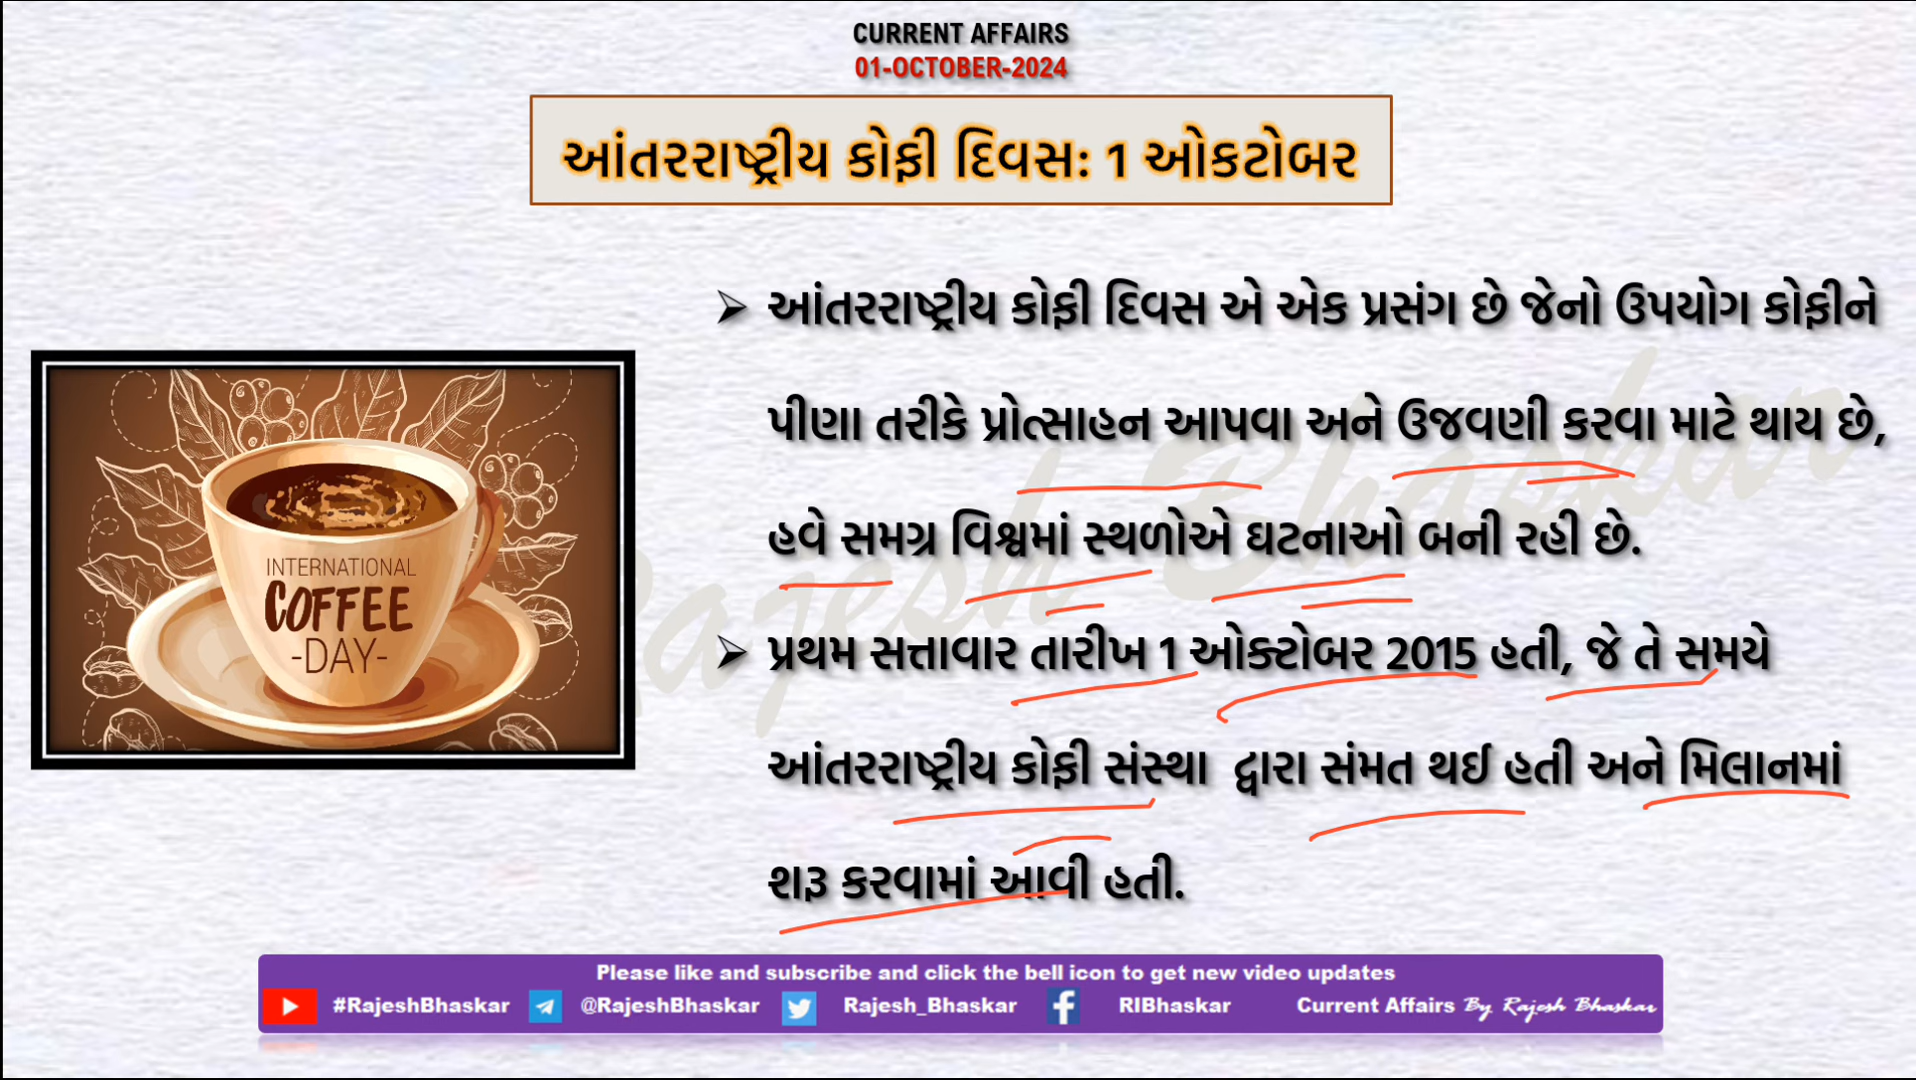 CURRENT AFFAIRS
01-OCTOBER-2024
આંતરરાષ્ટ્રીય કોફી દિવસ: 1 ઓકટોબર
➢ આંતરરાષ્ટ્રીય કોફી દિવસ એ એક પ્રસંગ છે જેનો ઉપયોગ કોફીને
પીણા તરીકે પ્રોત્સાહન આપવા અને ઉજવણી કરવા માટે થાય છે,
હવે સમગ્ર વિશ્વમાં સ્થળોએ ઘટનાઓ બની રહી છે.
➢ પ્રથમ સત્તાવાર તારીખ 1 ઓક્ટોબર 2015 હતી, જે તે સમયે
આંતરરાષ્ટ્રીય કોફી સંસ્થા દ્વારા સંમત થઈ હતી અને મિલાનમાં
શરૂ કરવામાં આવી હતી.
INTERNATIONAL
COFFEE
-DAY-
Rajesh Bhaskar
Please like and subscribe and click the bell icon to get new video updates
#RajeshBhaskar @RajeshBhaskar Rajesh_Bhaskar RIBhaskar Current Affairs By Rajesh Bhaskar